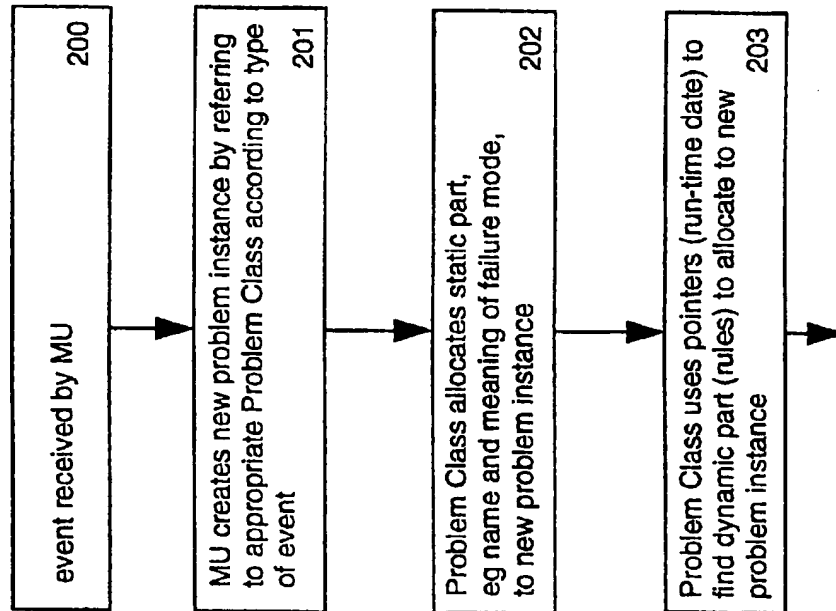 event received by MU
200
MU creates new problem instance by referring
to appropriate Problem Class according to type
of event
201
Problem Class allocates static part,
eg name and meaning of failure mode,
to new problem instance
202
Problem Class uses pointers (run-time date) to
find dynamic part (rules) to allocate to new
problem instance
203